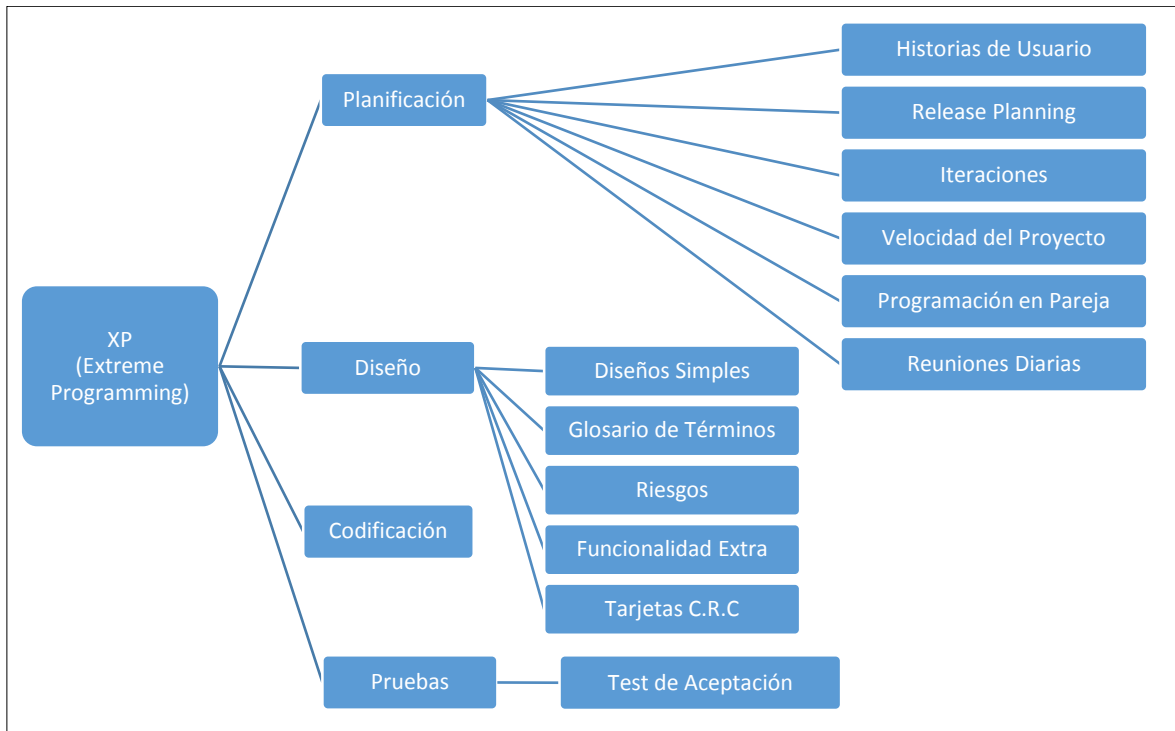 XP
(Extreme
Programming)
Planificación
Historias de Usuario
Release Planning
Iteraciones
Velocidad del Proyecto
Programación en Pareja
Reuniones Diarias
Diseño
Diseños Simples
Glosario de Términos
Riesgos
Funcionalidad Extra
Tarjetas C.R.C
Codificación
Pruebas
Test de Aceptación